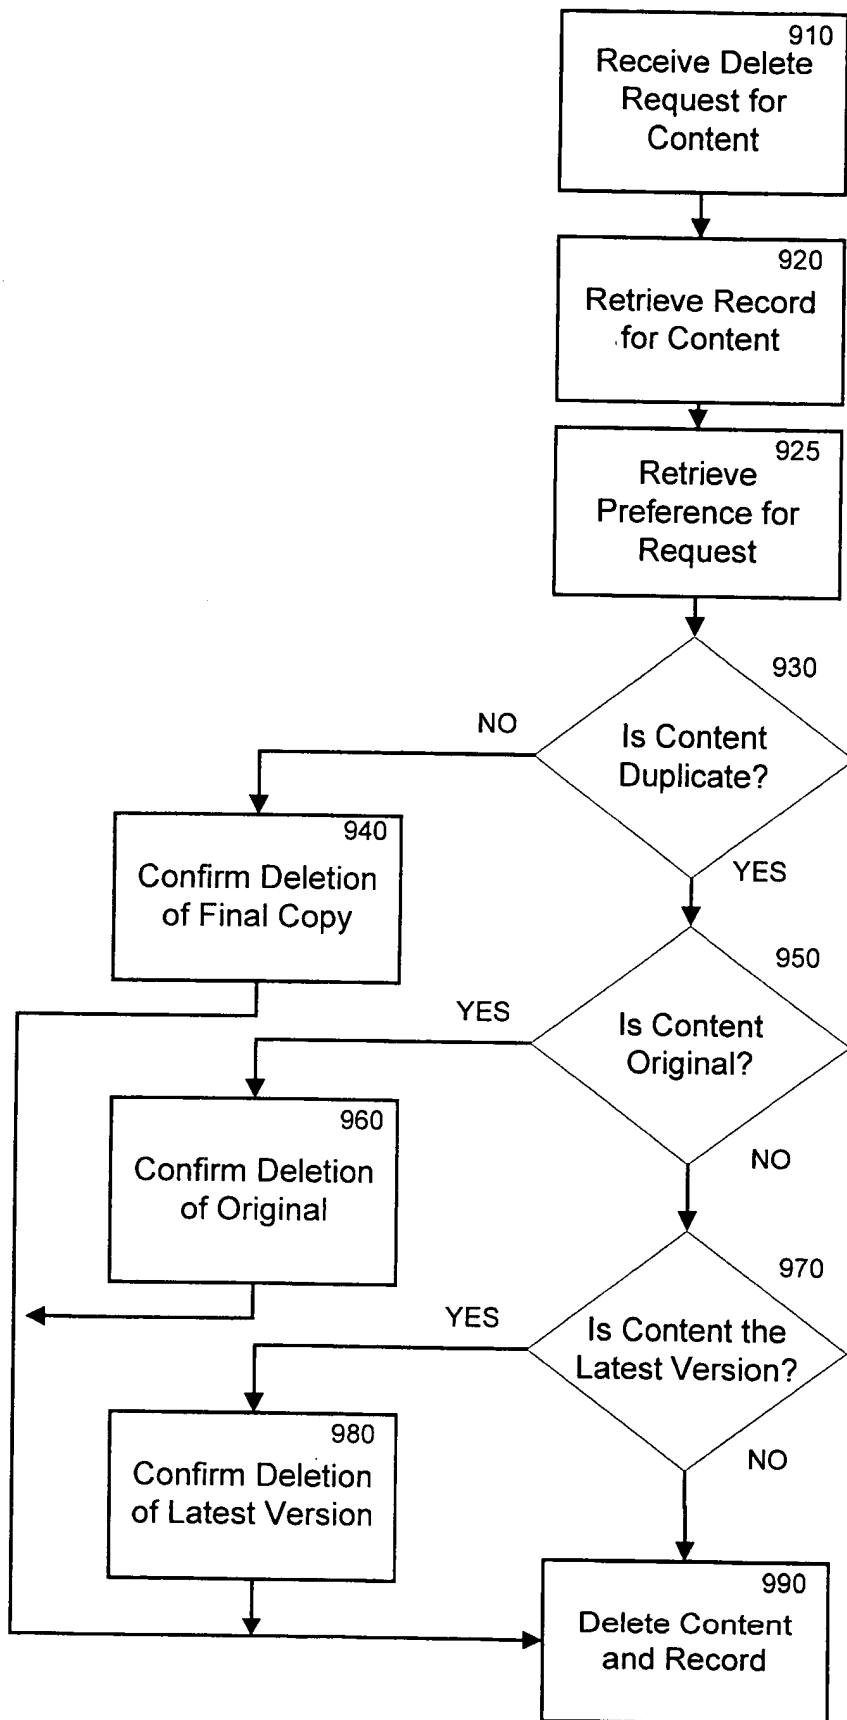 910
Receive Delete
Request for
Content
920
Retrieve Record
for Content
925
Retrieve
Preference for
Request
930
NO
Is Content
Duplicate?
YES
940
Confirm Deletion
of Final Copy
950
YES
Is Content
Original?
NO
960
Confirm Deletion
of Original
970
YES
Is Content the
Latest Version?
NO
980
Confirm Deletion
of Latest Version
990
Delete Content
and Record